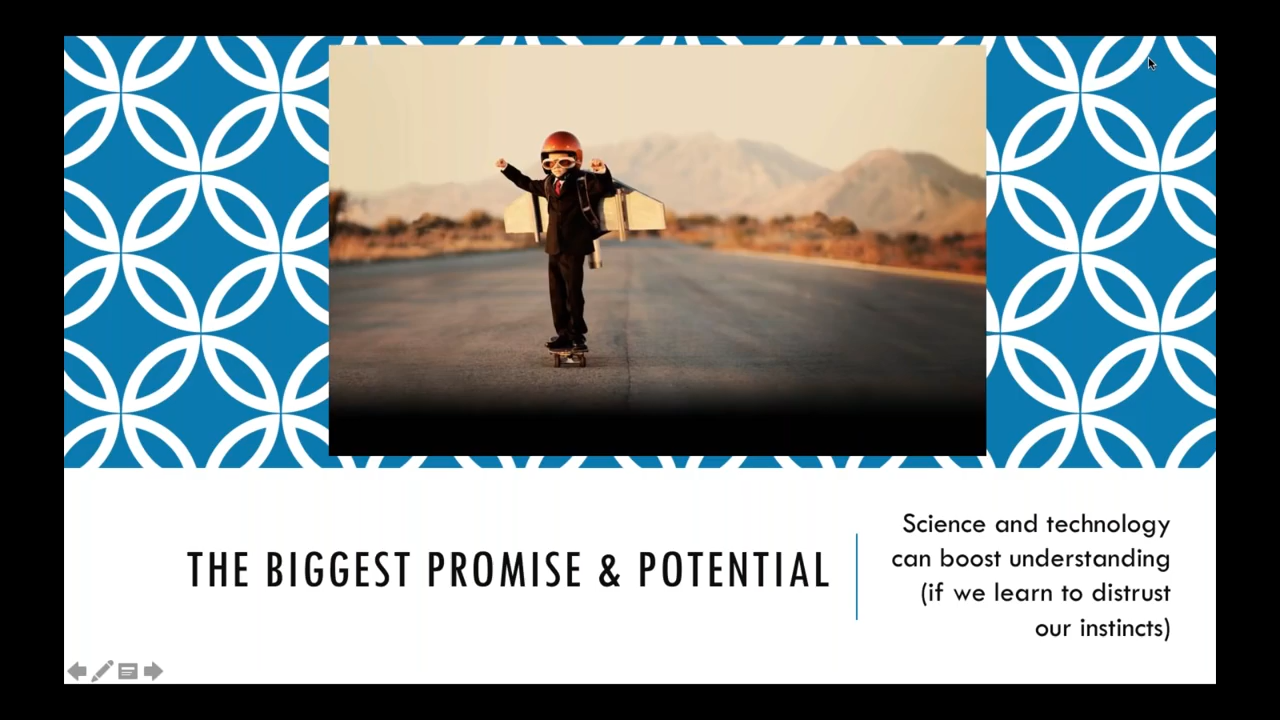 THE BIGGEST PROMISE & POTENTIAL
Science and technology
can boost understanding
(if we learn to distrust
our instincts)